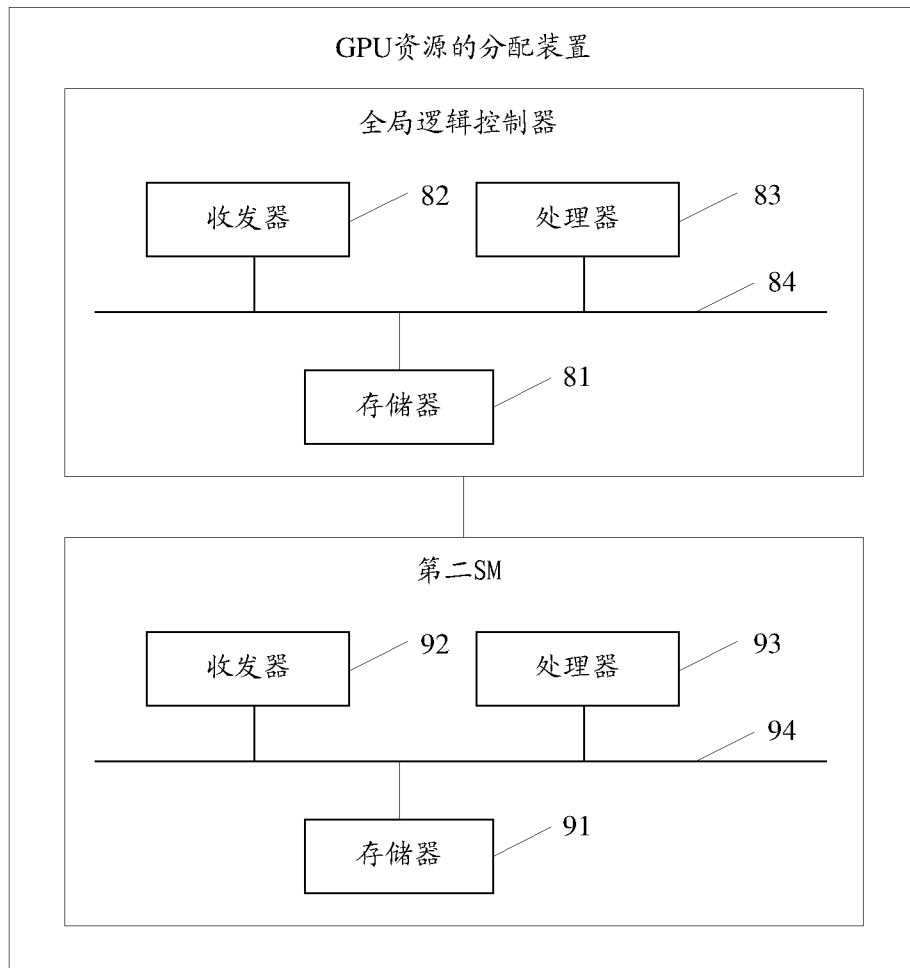 GPU资源的分配装置
全局逻辑控制器
收发器
82
处理器
83
84
存储器
81
第二SM
收发器
92
处理器
93
94
存储器
91